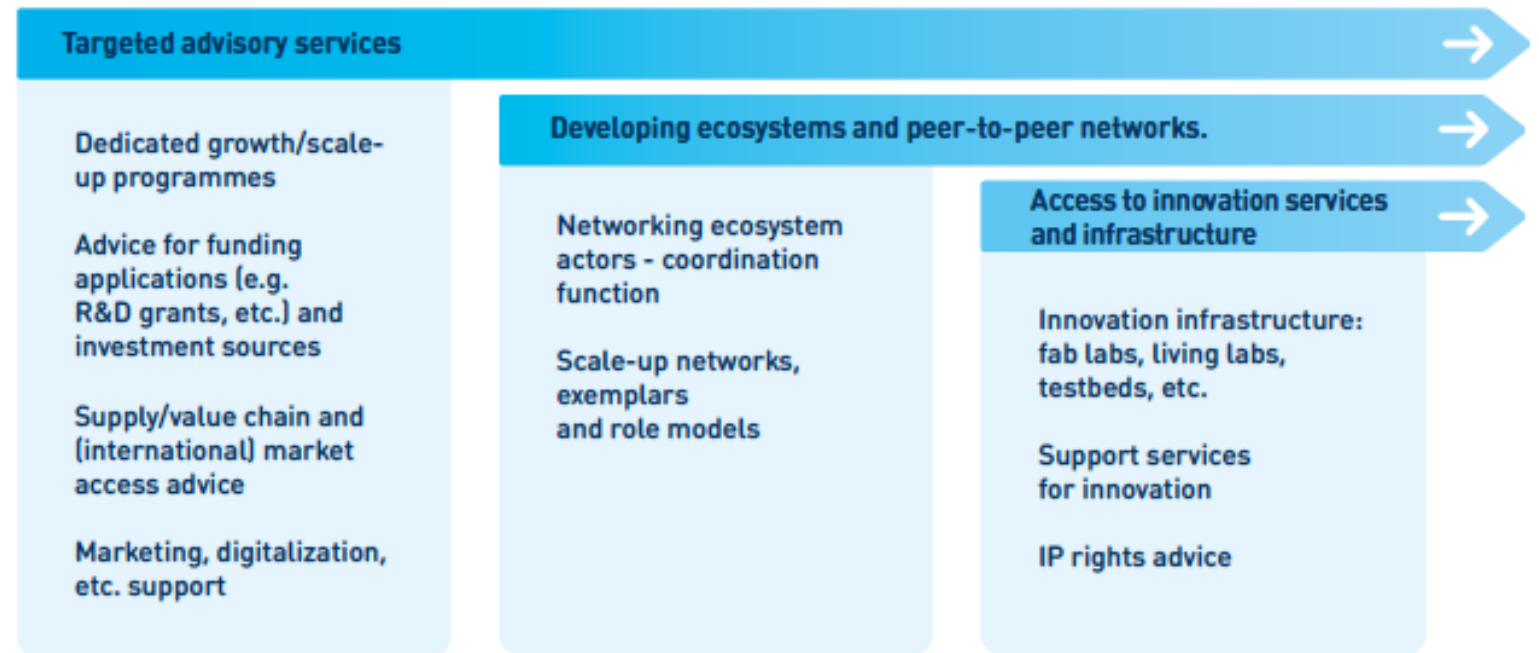 Targeted advisory services
Dedicated growth/scale-
up programmes
Advice for funding
applications (e.g.
R&D grants, etc.) and
investment sources
Supply/value chain and
(international) market
access advice
Marketing, digitalization,
etc. support
Developing ecosystems and peer-to-peer networks.
Networking ecosystem
actors - coordination
function
Scale-up networks,
exemplars
and role models
Access to innovation services
and infrastructure
Innovation infrastructure:
fab labs, living labs,
testbeds, etc.
Support services
for innovation
IP rights advice